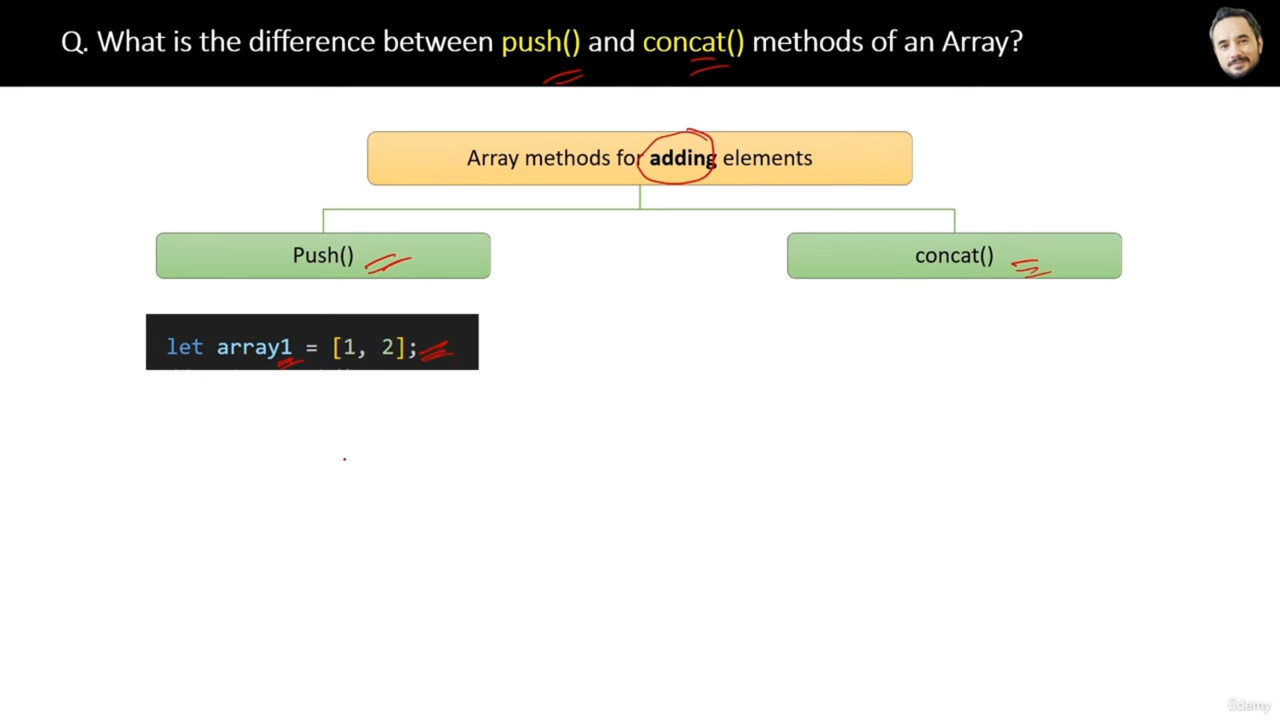 Q. What is the difference between push() and concat() methods of an Array?
Array methods for adding elements
Push()
concat()
let array1 = [1, 2];
ûdemy